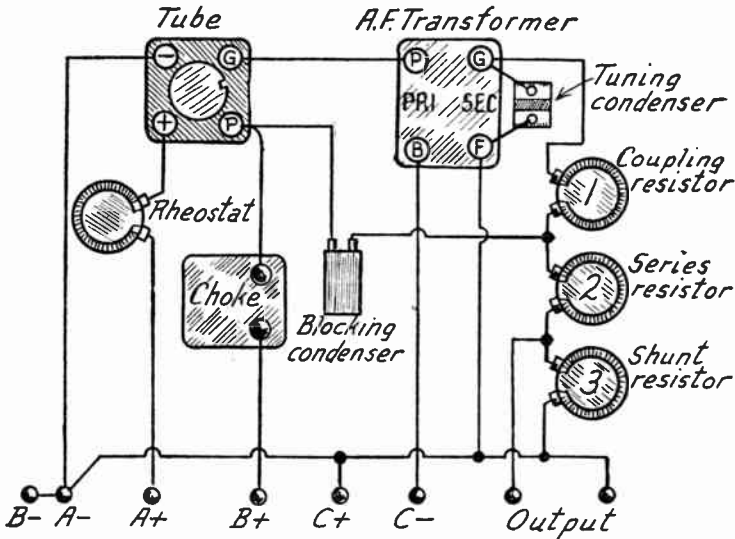 Tube
A.F. Transformer
−
G
P
G
Tuning
condenser
PRI
SEC
+
P
B
F
Coupling
resistor
1
Rheostat
Series
resistor
2
Choke
Blocking
condenser
Shunt
resistor
3
B-
A-
A+
B+
C+
C-
Output